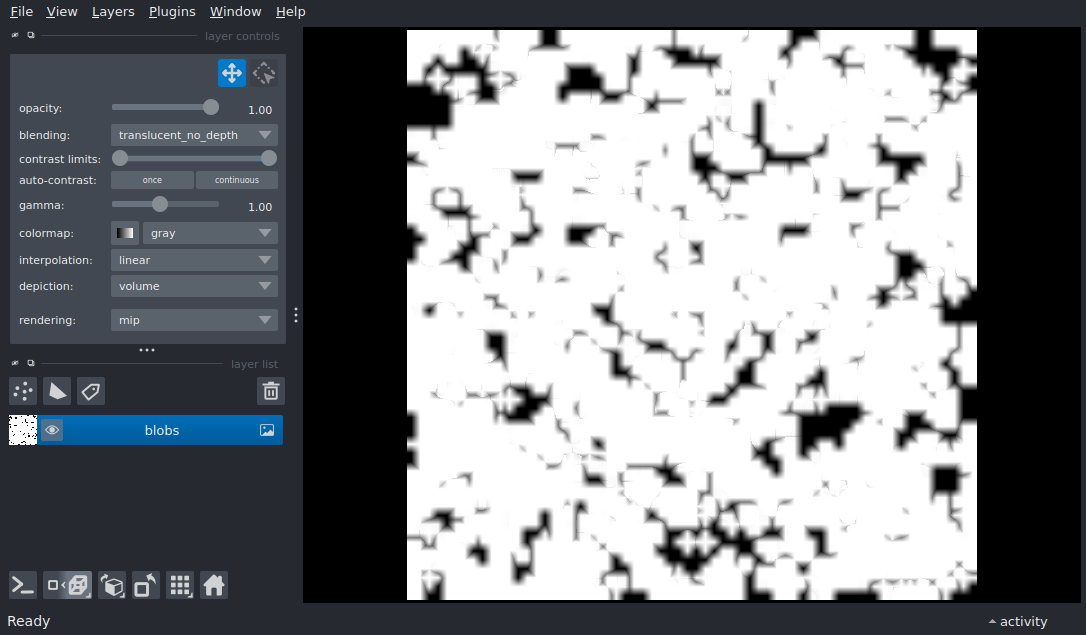 File View Layers Plugins Window Help
layer controls
opacity: 1.00
blending: translucent_no_depth
contrast limits:
auto-contrast: once continuous
gamma: 1.00
colormap: gray
interpolation: linear
depiction: volume
rendering: mip
layer list
blobs
Ready activity